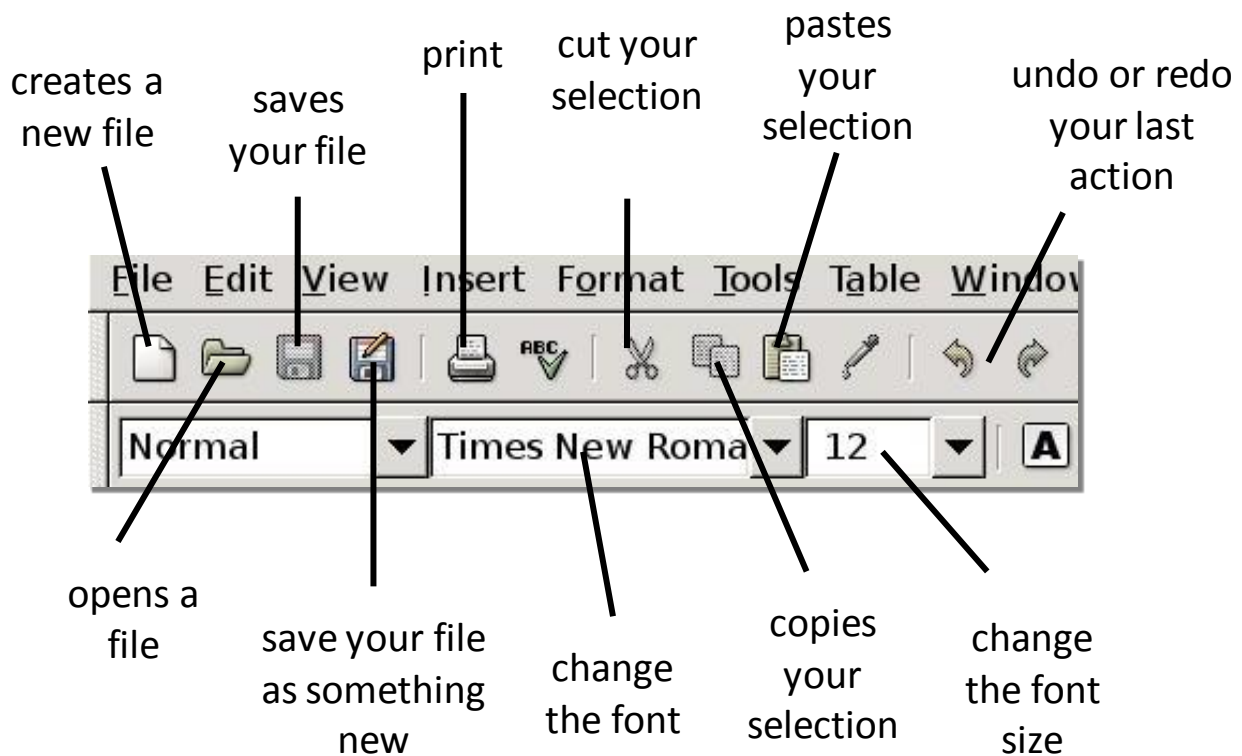 creates a
new file
saves
your file
print
cut your
selection
pastes
your
selection
undo or redo
your last
action
File Edit View Insert Format Tools Table Window
ABC
Normal
Times New Roma
12
A
opens a
file
save your file
as something
new
change
the font
copies
your
selection
change
the font
size